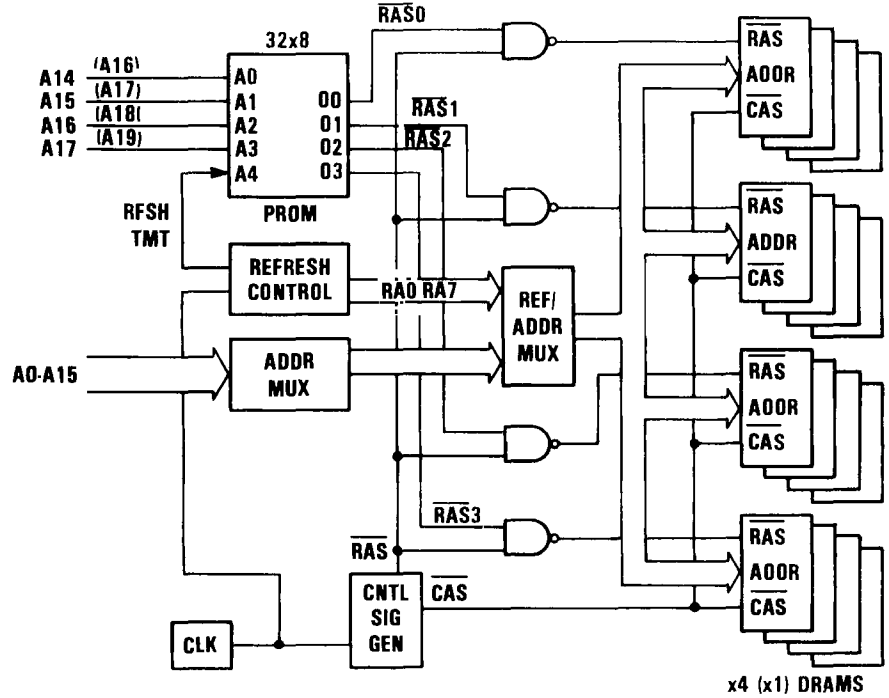 RAS0
32x8
A14 (A16)
A15 (A17)
A16 (A18(
A17 (A19)
A0
A1
A2
A3
A4
O0
O1
O2
O3
PROM
RAS1
RAS2
RFSH
TMT
REFRESH
CONTROL
RA0 RA7
REF/
ADDR
MUX
A0-A15
ADDR
MUX
RAS3
RAS
CAS
CNTL
SIG
GEN
CLK
RAS
AOOR
CAS
RAS
ADDR
CAS
RAS
AOOR
CAS
RAS
AOOR
CAS
x4 (x1) DRAMS